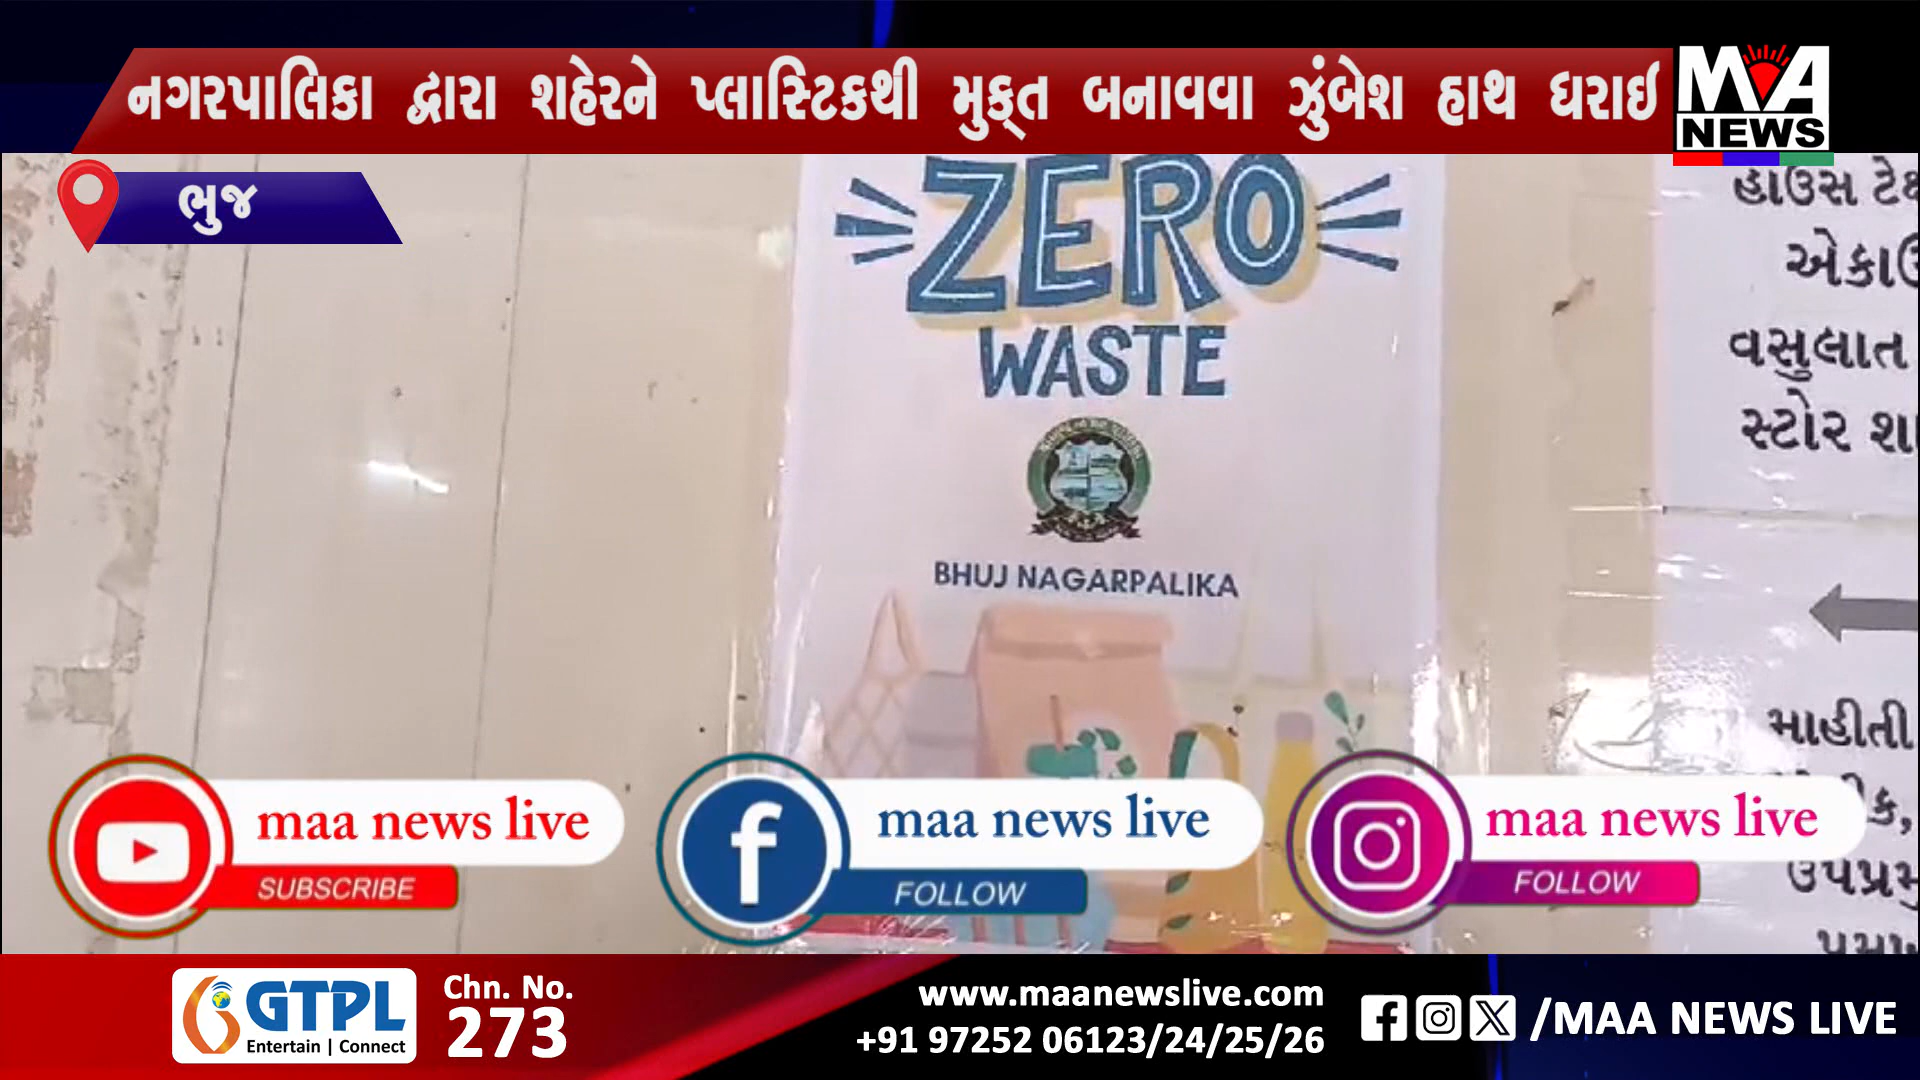 નગરપાલિકા દ્વારા શહેરને પ્લાસ્ટિકથી મુક્ત બનાવવા ઝુંબેશ હાથ ધરાઈ
MAA
NEWS
ભુજ
ZERO
WASTE
BHUJ NAGARPALIKA
હાઉસ
વસુલાત
સ્ટોર
માહીતી
maa news live
SUBSCRIBE
maa news live
FOLLOW
maa news live
FOLLOW
GTPL
Entertain | Connect
Chn. No.
273
www.maanewslive.com
+91 97252 06123/24/25/26
/MAA NEWS LIVE